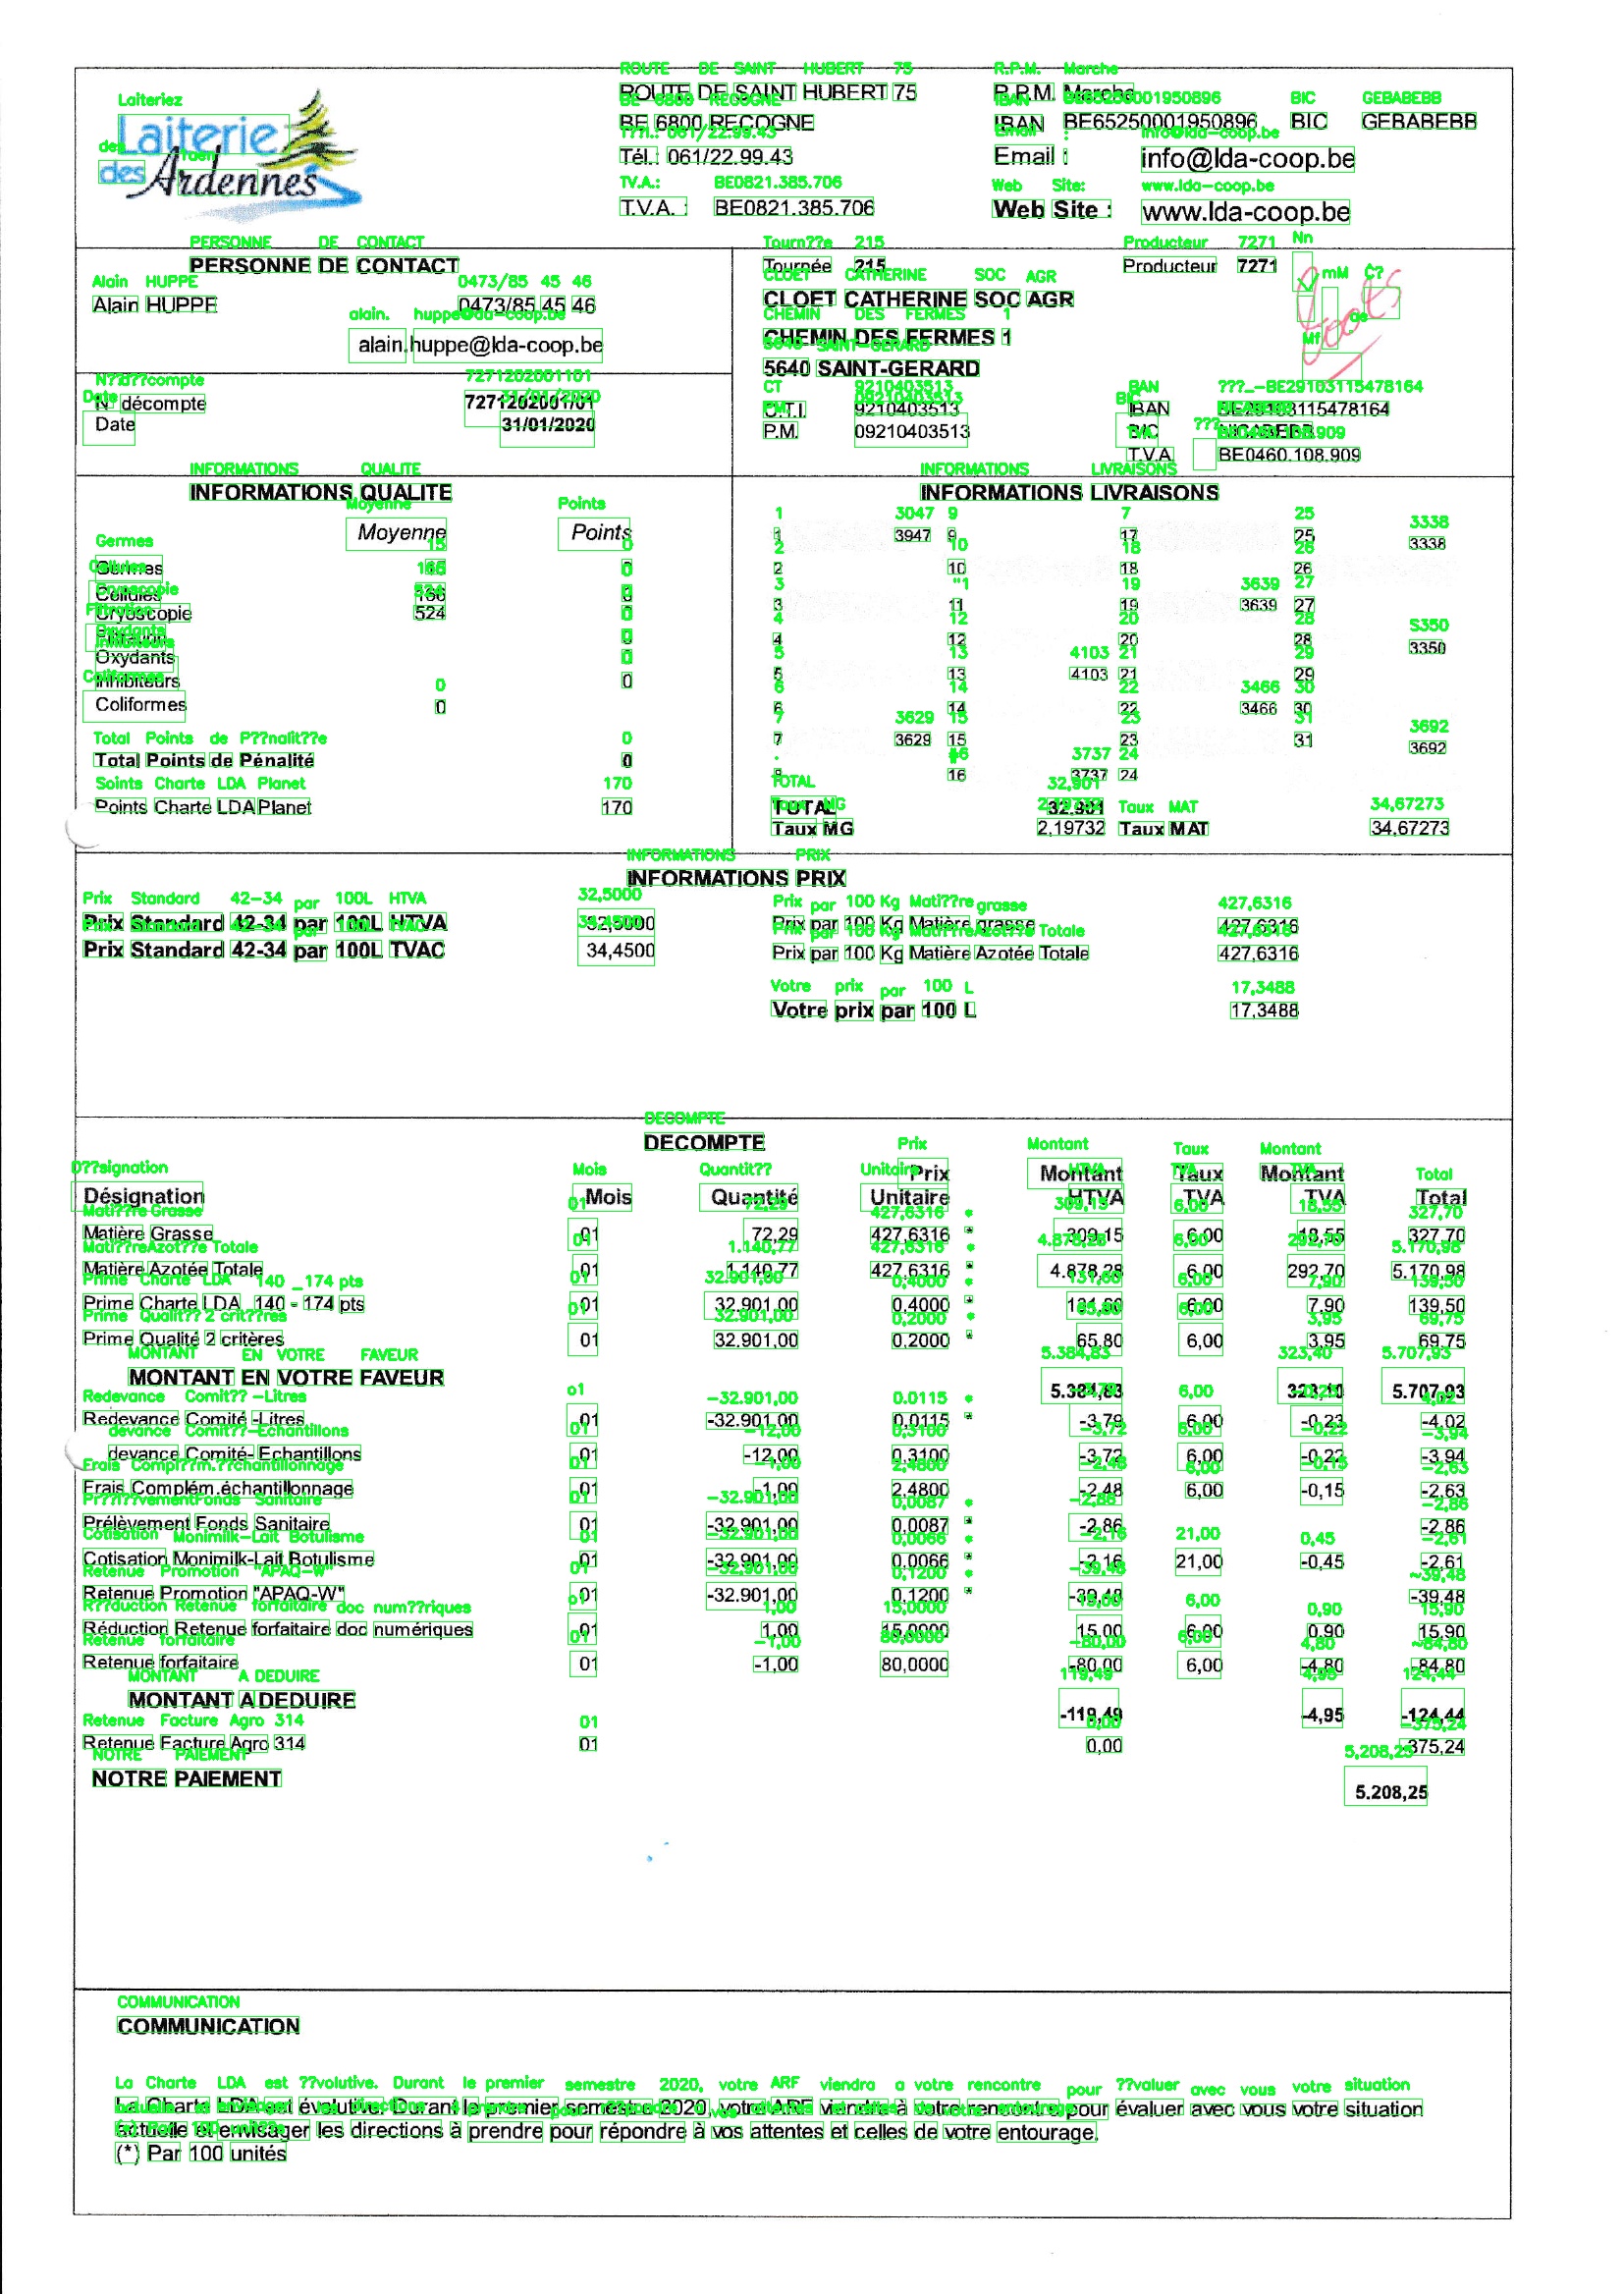 Laiterie
des Ardennes
ROUTE DE SAINT HUBERT 75
BE 6800 RECOGNE
Tél.: 061/22.99.43
T.V.A. : BE0821.385.706
R.P.M. Marche
IBAN BE65250001950896 BIC GEBABEBB
Email : info@lda-coop.be
Web Site : www.lda-coop.be
PERSONNE DE CONTACT
Alain HUPPE 0473/85 45 46
alain.huppe@lda-coop.be
N° décompte 7271202001/01
Date 31/01/2020
Tournée 215 Producteur 7271
CLOET CATHERINE SOC AGR
CHEMIN DES FERMES 1
5640 SAINT-GERARD
C.T.I. 9210403513 IBAN BE29103115478164
P.M. 09210403513 BIC NICABEBB
T.V.A. BE0460.108.909
INFORMATIONS QUALITE
Moyenne Points
Germes 15 0
Cellules 166 0
Cryoscopie 524 0
Filtration 0
Oxydants 0
Inhibiteurs 0
Coliformes 0
Total Points de Pénalité 0
Points Charte LDA Planet 170
INFORMATIONS LIVRAISONS
1 3947 9 17 25 3338
2 10 18 26
3 11 19 3639 27
4 12 20 28 3350
5 13 4103 21 29
6 14 22 3466 30
7 3629 15 23 31 3692
8 16 3737 24
TOTAL 32.901
Taux MG 2,19732 Taux MAT 34,67273
INFORMATIONS PRIX
Prix Standard 42-34 par 100L HTVA 32,5000
Prix Standard 42-34 par 100L TVAC 34,4500
Prix par 100 Kg Matière grasse 427,6316
Prix par 100 Kg Matière Azotée Totale 427,6316
Votre prix par 100 L 17,3488
DECOMPTE
Désignation Mois Quantité Prix Unitaire Montant HTVA Taux TVA Montant TVA Total
Matière Grasse 01 72,29 427,6316 * 309,15 6,00 18,55 327,70
Matière Azotée Totale 01 1.140,77 427,6316 * 4.878,28 6,00 292,70 5.170,98
Prime Charte LDA 140 - 174 pts 01 32.901,00 0,4000 * 131,60 6,00 7,90 139,50
Prime Qualité 2 critères 01 32.901,00 0,2000 * 65,80 6,00 3,95 69,75
MONTANT EN VOTRE FAVEUR 5.384,83 323,10 5.707,93
Redevance Comité -Litres 01 -32.901,00 0,0115 * -3,79 6,00 -0,23 -4,02
devance Comité- Echantillons 01 -12,00 0,3100 -3,72 6,00 -0,22 -3,94
Frais Complém.échantillonnage 01 -1,00 2,4800 -2,48 6,00 -0,15 -2,63
Prélèvement Fonds Sanitaire 01 -32.901,00 0,0087 * -2,86 -2,86
Cotisation Monimilk-Lait Botulisme 01 -32.901,00 0,0066 * -2,16 21,00 -0,45 -2,61
Retenue Promotion "APAQ-W" 01 -32.901,00 0,1200 * -39,48 -39,48
Réduction Retenue forfaitaire doc numériques 01 1,00 15,0000 15,00 6,00 0,90 15,90
Retenue forfaitaire 01 -1,00 80,0000 -80,00 6,00 -4,80 -84,80
MONTANT A DEDUIRE -119,49 -4,95 -124,44
Retenue Facture Agro 314 01 0,00 -375,24
NOTRE PAIEMENT 5.208,25
COMMUNICATION
La Charte LDA est évolutive. Durant le premier semestre 2020, votre ARF viendra à votre rencontre pour évaluer avec vous votre situation
actuelle et envisager les directions à prendre pour répondre à vos attentes et celles de votre entourage.
(*) Par 100 unités